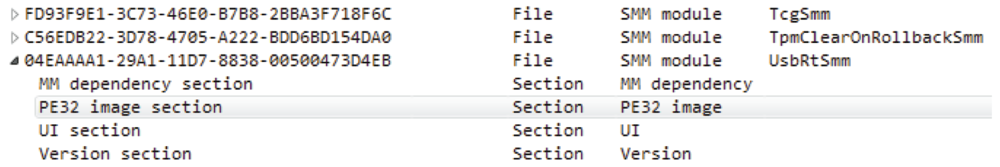 FD93F9E1-3C73-46E0-B7B8-2BBA3F718F6C File SMM module TcgSmm
C56EDB22-3D78-4705-A222-BDD6BD154DA0 File SMM module TpmClearOnRollbackSmm
04EAAAA1-29A1-11D7-8838-00500473D4EB File SMM module UsbRtSmm
MM dependency section Section MM dependency
PE32 image section Section PE32 image
UI section Section UI
Version section Section Version